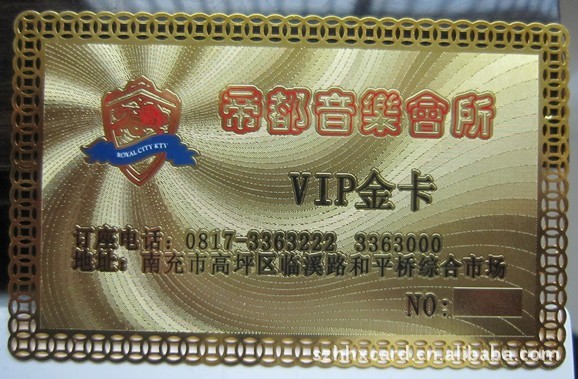 帝都音樂會所
ROYAL CITY KTV
VIP金卡
订座电话：0817-3363222 3363000
地址：南充市高坪区临溪路和平桥综合市场
NO:
szhhxcard.cn.alibaba.com